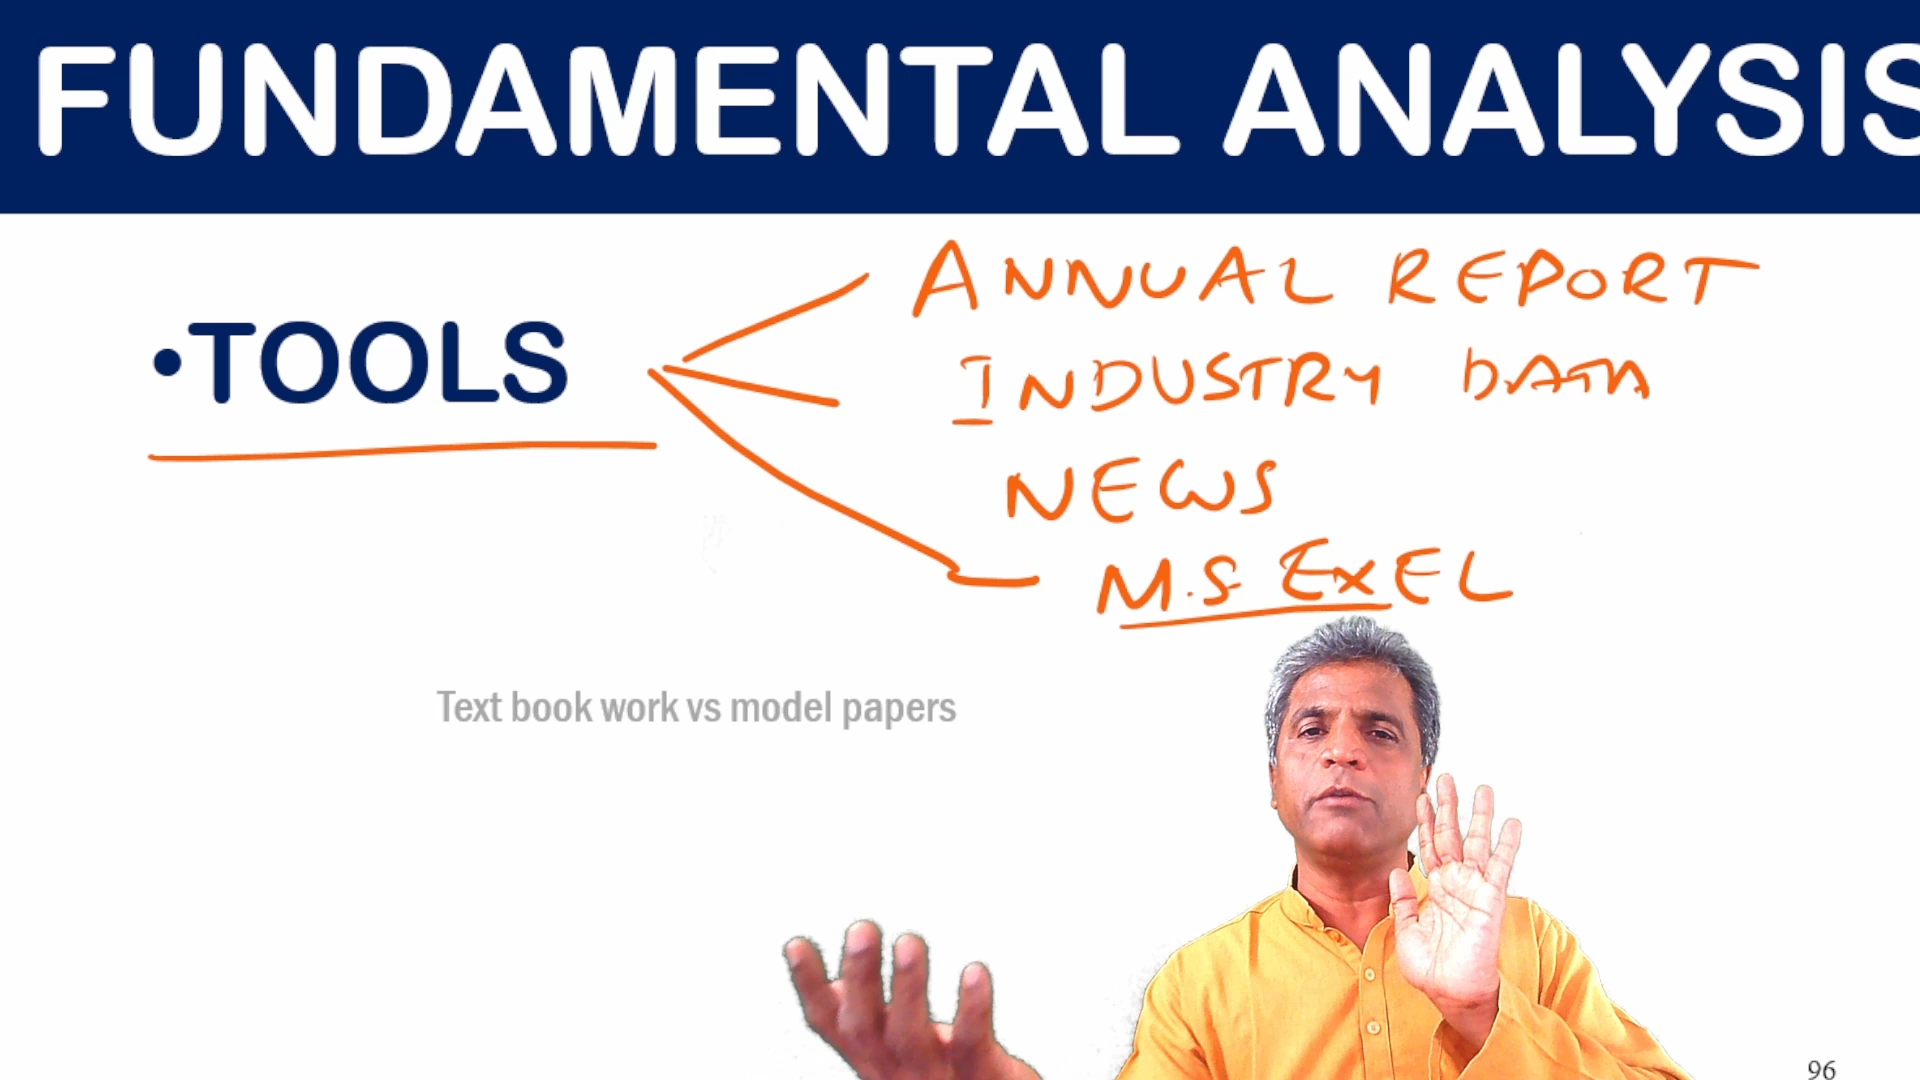 FUNDAMENTAL ANALYSIS
•TOOLS
ANNUAL REPORT
INDUSTRY DATA
NEWS
M.S EXEL
Text book work vs model papers
96